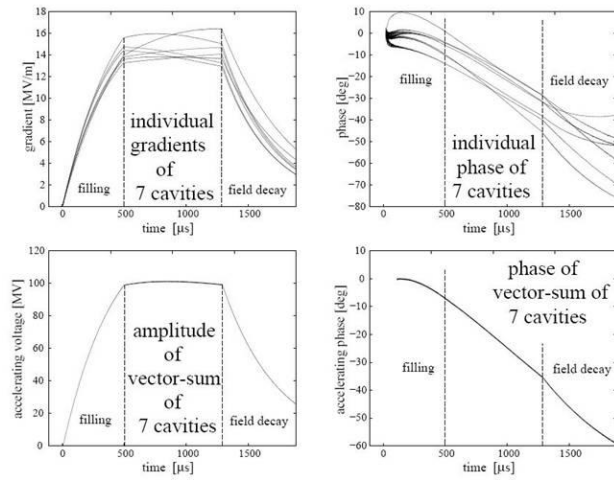 18
16
14
12
10
8
6
4
2
0
gradient [MV/m]
filling
individual
gradients
of
7 cavities
field decay
0 500 1000 1500
time [µs]
10
0
−10
−20
−30
−40
−50
−60
−70
−80
phase [deg]
filling
field decay
individual
phase of
7 cavities
0 500 1000 1500
time [µs]
120
100
80
60
40
20
0
accelerating voltage [MV]
filling
amplitude
of
vector-sum
of
7 cavities
field decay
0 500 1000 1500
time [µs]
10
0
−10
−20
−30
−40
−50
−60
accelerating phase [deg]
phase of
vector-sum of
7 cavities
filling
field decay
0 500 1000 1500
time [µs]